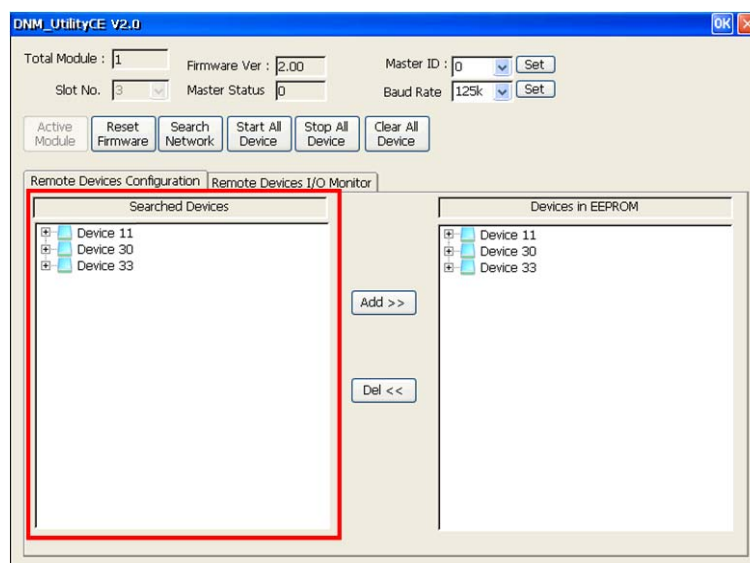 DNM_UtilityCE V2.0 OK
Total Module : 1 Firmware Ver : 2.00 Master ID : 0 Set
Slot No. 3 Master Status 0 Baud Rate 125k Set
Active Module Reset Firmware Search Network Start All Device Stop All Device Clear All Device
Remote Devices Configuration Remote Devices I/O Monitor
Searched Devices Devices in EEPROM
Device 11 Device 11
Device 30 Device 30
Device 33 Device 33
Add >>
Del <<